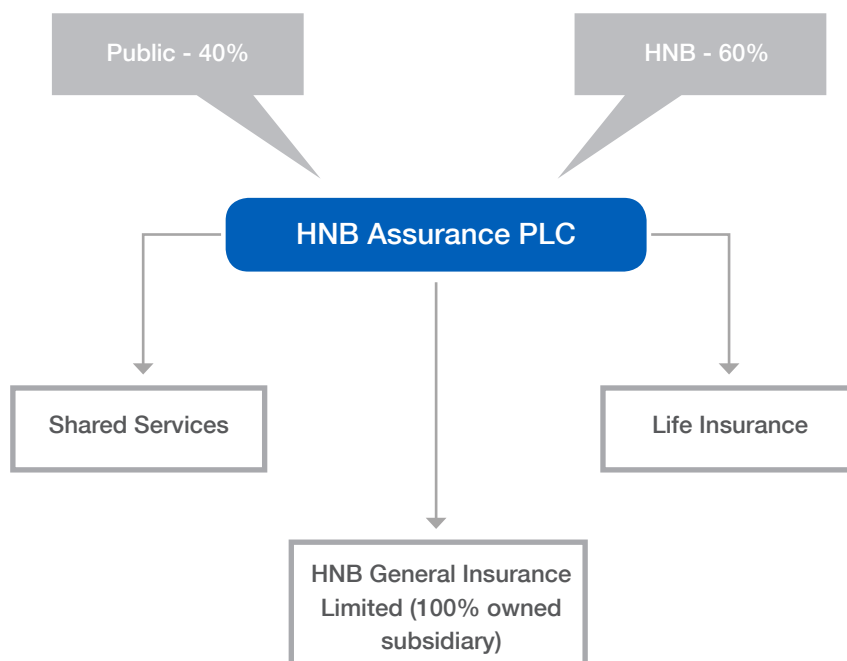 Public - 40%
HNB - 60%
HNB Assurance PLC
Shared Services
Life Insurance
HNB General Insurance
Limited (100% owned
subsidiary)